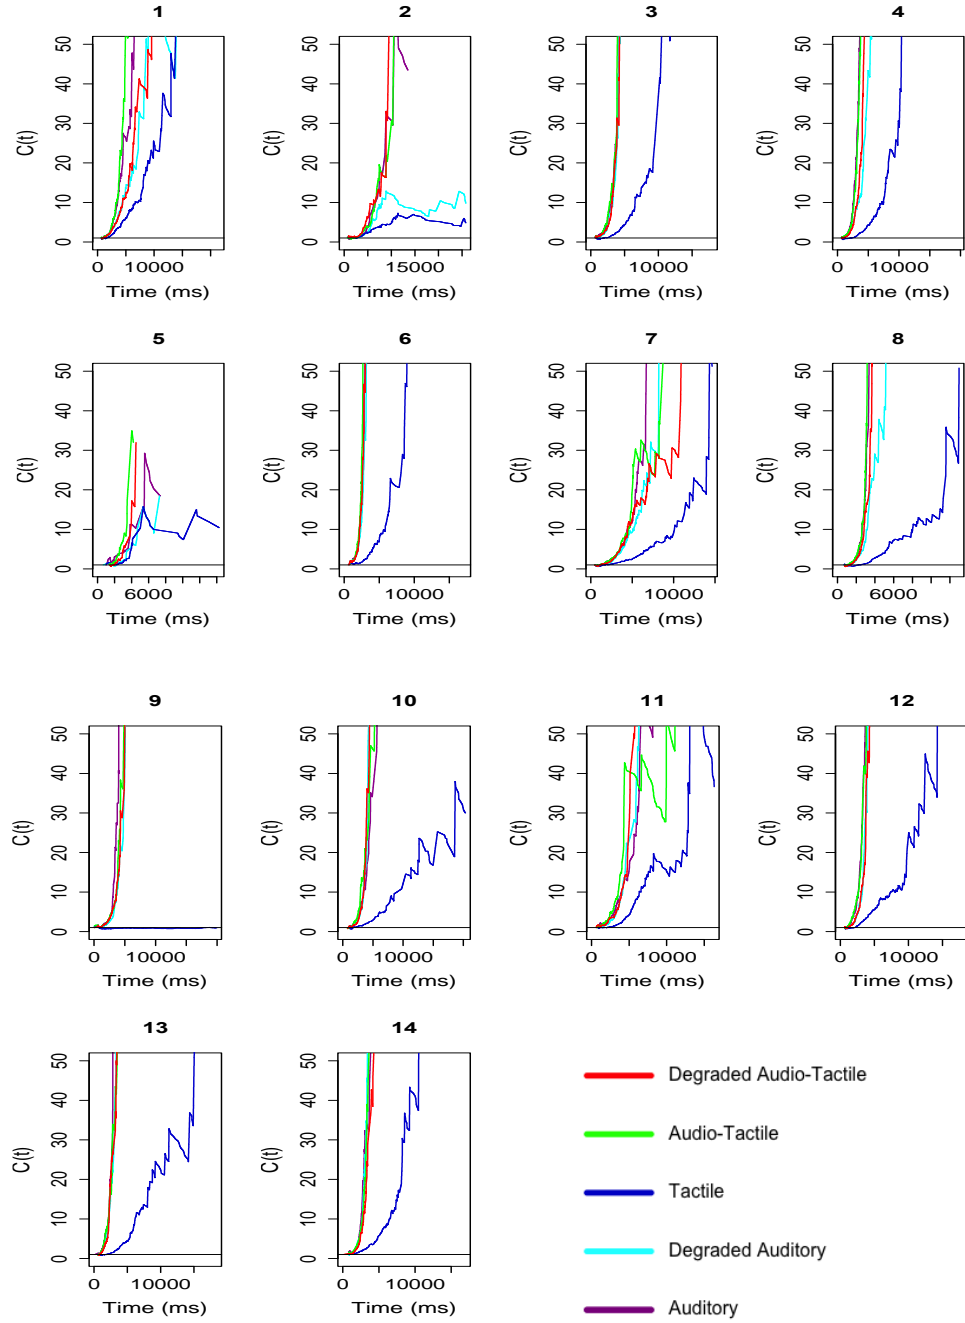 1 2 3 4
C(t) 0 10 20 30 40 50 C(t) 0 10 20 30 40 50 C(t) 0 10 20 30 40 50 C(t) 0 10 20 30 40 50
0 10000 0 15000 0 10000 0 10000
Time (ms) Time (ms) Time (ms) Time (ms)
5 6 7 8
C(t) 0 10 20 30 40 50 C(t) 0 10 20 30 40 50 C(t) 0 10 20 30 40 50 C(t) 0 10 20 30 40 50
6000 0 10000 0 10000 0 6000
Time (ms) Time (ms) Time (ms) Time (ms)
9 10 11 12
C(t) 0 10 20 30 40 50 C(t) 0 10 20 30 40 50 C(t) 0 10 20 30 40 50 C(t) 0 10 20 30 40 50
0 10000 0 10000 0 10000 0 10000
Time (ms) Time (ms) Time (ms) Time (ms)
13 14
C(t) 0 10 20 30 40 50 C(t) 0 10 20 30 40 50
0 10000 0 10000
Time (ms) Time (ms)
Degraded Audio-Tactile
Audio-Tactile
Tactile
Degraded Auditory
Auditory